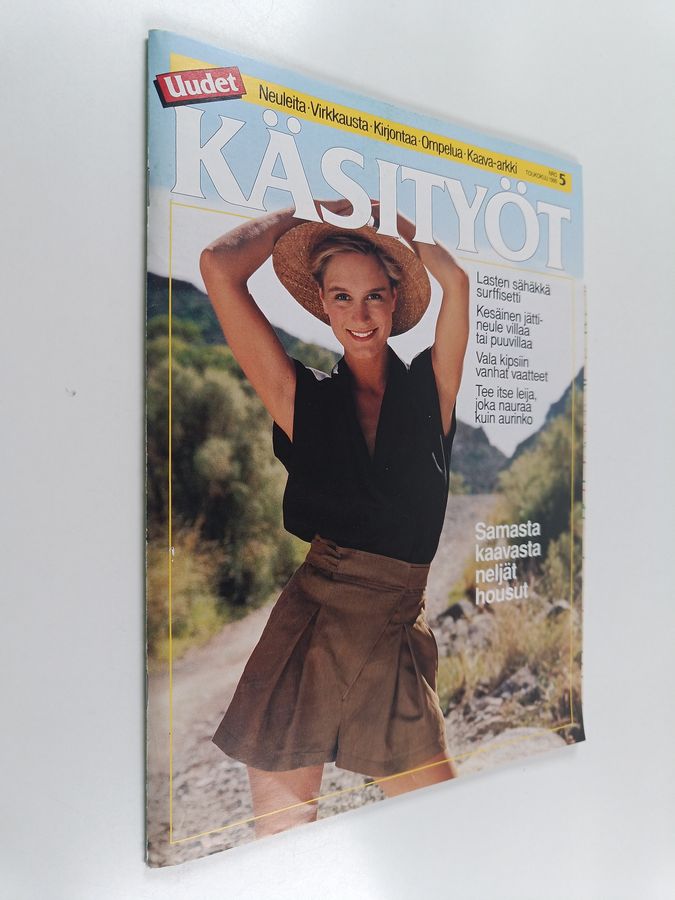 Uudet
Neuleita·Virkkausta·Kirjontaa·Ompelua·Kaava-arkki
NRO 5
TOUKOKUU
KÄSITYÖT
Lasten sähäkkä
surffisetti
Kesäinen jätti-
neule villaa
tai puuvillaa
Vala kipsiin
vanhat vaatteet
Tee itse leija,
joka nauraa
kuin aurinko
Samasta
kaavasta
neljät
housut